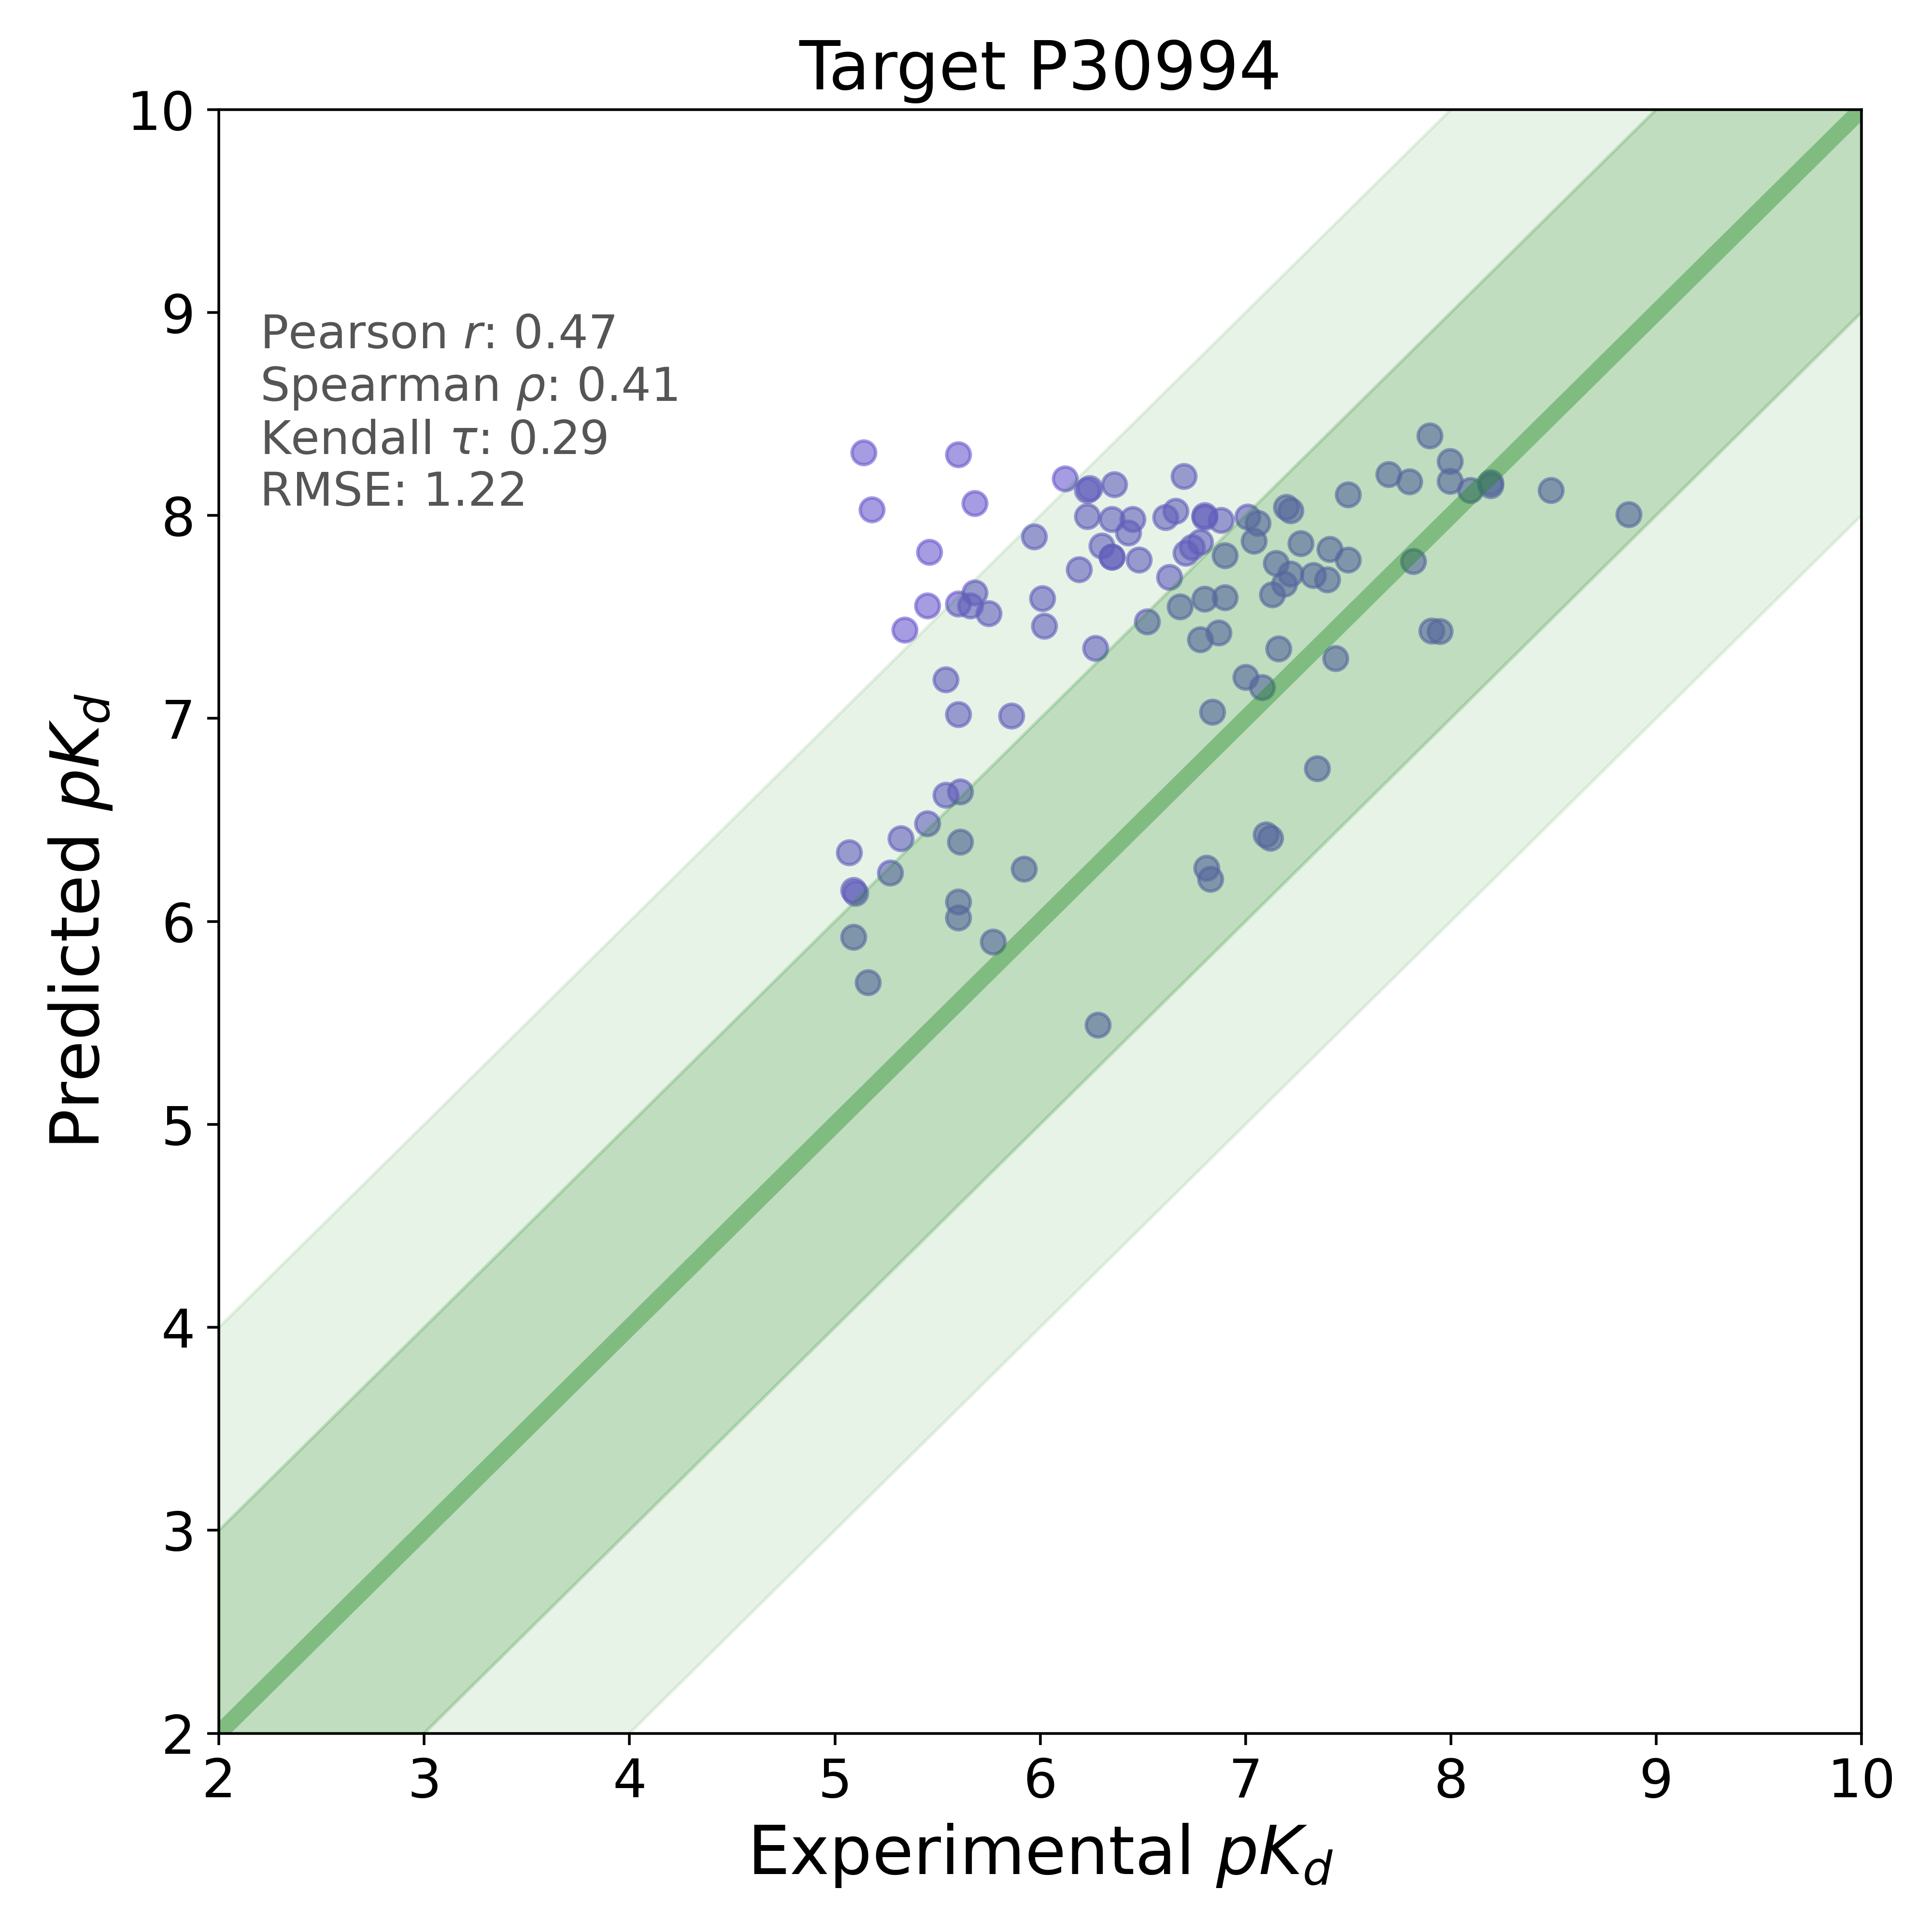 Target P30994
10
9
8
7
6
5
4
3
2
Predicted pK_d
Pearson r: 0.47
Spearman ρ: 0.41
Kendall τ: 0.29
RMSE: 1.22
2 3 4 5 6 7 8 9 10
Experimental pK_d